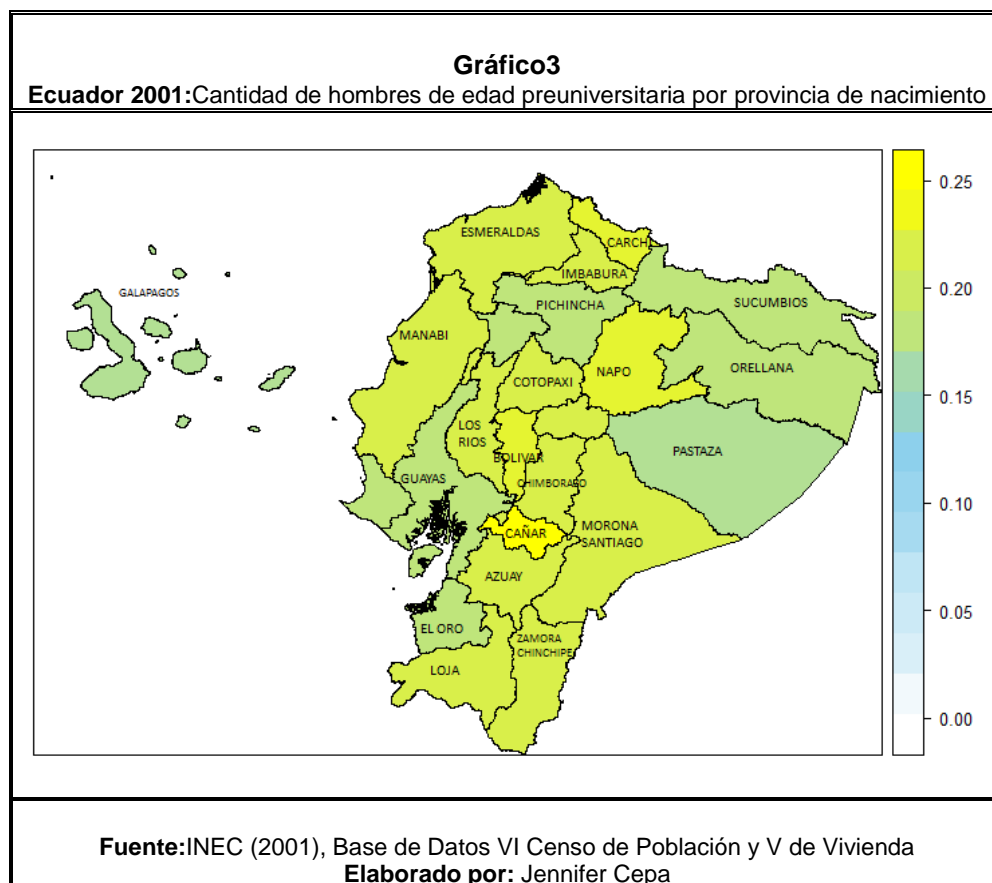 Gráfico3
Ecuador 2001:Cantidad de hombres de edad preuniversitaria por provincia de nacimiento
ESMERALDAS
CARCHI
IMBABURA
GALAPAGOS
PICHINCHA
SUCUMBIOS
MANABI
NAPO
ORELLANA
COTOPAXI
LOS
RIOS
BOLIVAR
PASTAZA
GUAYAS
CHIMBORAZO
CAÑAR
MORONA
SANTIAGO
AZUAY
EL ORO
ZAMORA
CHINCHIPE
LOJA
0.25
0.20
0.15
0.10
0.05
0.00
Fuente:INEC (2001), Base de Datos VI Censo de Población y V de Vivienda
Elaborado por: Jennifer Cepa